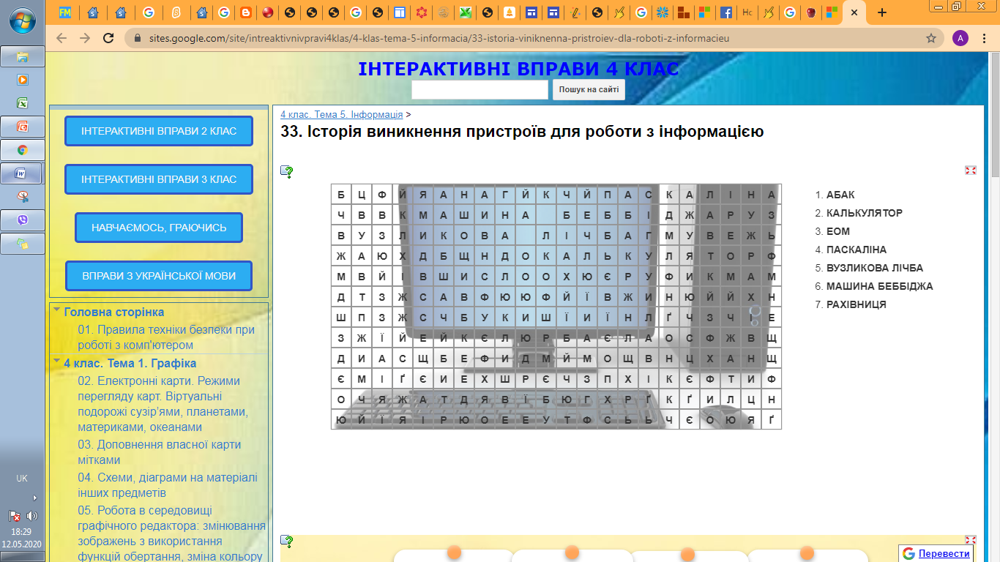 Нс
sites.google.com/site/intreaktivnivpravi4klas/4-klas-tema-5-informacia/33-istoria-viniknenna-pristroiev-dla-roboti-z-informacieu
A
ІНТЕРАКТИВНІ ВПРАВИ 4 КЛАС
Пошук на сайті
ІНТЕРАКТИВНІ ВПРАВИ 2 КЛАС
ІНТЕРАКТИВНІ ВПРАВИ 3 КЛАС
НАВЧАЄМОСЬ, ГРАЮЧИСЬ
ВПРАВИ З УКРАЇНСЬКОЇ МОВИ
Головна сторінка
01. Правила техніки безпеки при
роботі з комп'ютером
4 клас. Тема 1. Графіка
02. Електронні карти. Режими
перегляду карт. Віртуальні
подорожі сузір'ями, планетами,
материками, океанами
03. Доповнення власної карти
мітками
04. Схеми, діаграми на матеріалі
інших предметів
05. Робота в середовищі
графічного редактора: змінювання
зображень з використання
функцій обертання, зміна кольору
4 клас. Тема 5. Інформація >
33. Історія виникнення пристроїв для роботи з інформацією
Б Ц Ф Й Я А Н А Г Й К Ч Й П А С К А Л І Н А
Ч В В К М А Ш И Н А Б Е Б Б І Д Ж А Р У З
В У З Л И К О В А Л І Ч Б А Г М У В Е Ж Ь
Ж А Ю Х Д Б Щ Н Д О К А Л Ь К У Л Я Т О Р Ф
М В Й І В Ш И С Л О О Х Ю Є Р У Ф И К М А М
Д Т З Ж С А В Ф Ю Ю Ф Й Ї В Ж И Н Ю Й Й Х Н
Ш П З Ж С Ч Б У К И Ш Ї И Ї Н Л Ґ Ч З Ч І Е
З Ж Ї Й Е Й К Є Л Ю Р Б А Є Л А О С Ф Ж В Щ
Д И А С Щ Б Е Ф И Д М Й М О Щ В Н Ц Х А Н Щ
Є М І Ґ Є И Е Х Ш Р Є Ч З П Х І К Є Ф Т И Ф
О Ч Я Ж А Т Д Я В Ї Б Ю Г Х Р Ґ К Ґ И Л Ц Н
Ю Й Ї Я І Р Ю О Е Е У Т Ф С Ь Ь Ч Є О Ю Я Ґ
1. АБАК
2. КАЛЬКУЛЯТОР
3. ЕОМ
4. ПАСКАЛІНА
5. ВУЗЛИКОВА ЛІЧБА
6. МАШИНА БЕББІДЖА
7. РАХІВНИЦЯ
Перевести
UK
18:29
12.05.2020